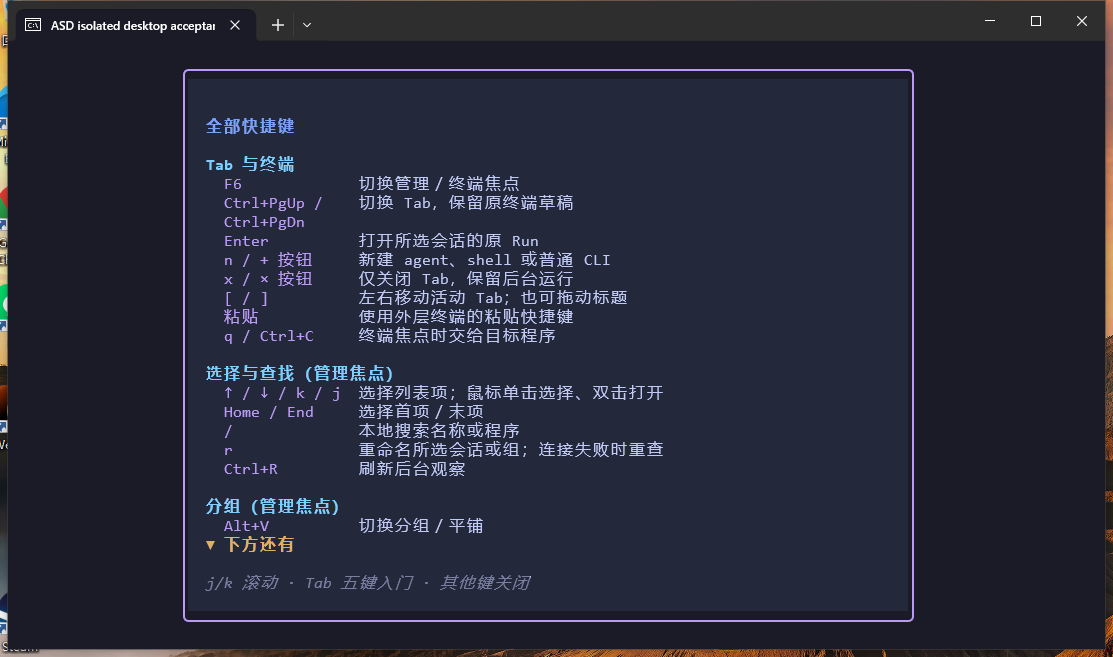 ASD isolated desktop acceptar
全部快捷键
Tab 与终端
F6 切换管理 / 终端焦点
Ctrl+PgUp / 切换 Tab，保留原终端草稿
Ctrl+PgDn
Enter 打开所选会话的原 Run
n / + 按钮 新建 agent、shell 或普通 CLI
x / × 按钮 仅关闭 Tab，保留后台运行
[ / ] 左右移动活动 Tab；也可拖动标题
粘贴 使用外层终端的粘贴快捷键
q / Ctrl+C 终端焦点时交给目标程序
选择与查找（管理焦点）
↑ / ↓ / k / j 选择列表项；鼠标单击选择、双击打开
Home / End 选择首项 / 末项
/ 本地搜索名称或程序
r 重命名所选会话或组；连接失败时重查
Ctrl+R 刷新后台观察
分组（管理焦点）
Alt+V 切换分组 / 平铺
▼ 下方还有
j/k 滚动 · Tab 五键入门 · 其他键关闭